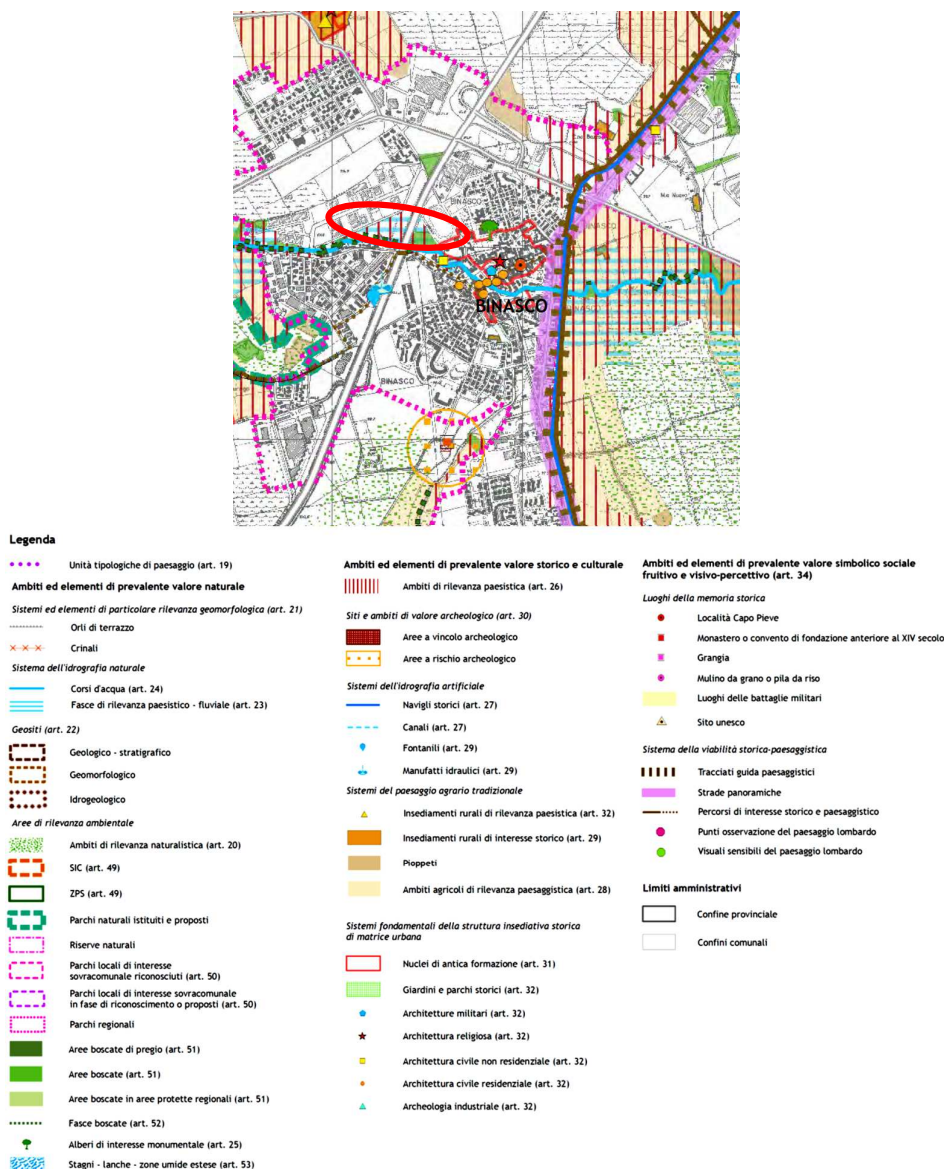 BINASCO
BINASCO
BINASCO
BINASCO
Legenda
Unità tipologiche di paesaggio (art. 19)
Ambiti ed elementi di prevalente valore naturale
Sistemi ed elementi di particolare rilevanza geomorfologica (art. 21)
Orli di terrazzo
Crinali
Sistema dell'idrografia naturale
Corsi d'acqua (art. 24)
Fasce di rilevanza paesistico - fluviale (art. 23)
Geositi (art. 22)
Geologico - stratigrafico
Geomorfologico
Idrogeologico
Aree di rilevanza ambientale
Ambiti di rilevanza naturalistica (art. 20)
SIC (art. 49)
ZPS (art. 49)
Parchi naturali istituiti e proposti
Riserve naturali
Parchi locali di interesse
sovracomunale riconosciuti (art. 50)
Parchi locali di interesse sovracomunale
in fase di riconoscimento o proposti (art. 50)
Parchi regionali
Aree boscate di pregio (art. 51)
Aree boscate (art. 51)
Aree boscate in aree protette regionali (art. 51)
Fasce boscate (art. 52)
Alberi di interesse monumentale (art. 25)
Stagni - lanche - zone umide estese (art. 53)
Ambiti ed elementi di prevalente valore storico e culturale
Ambiti di rilevanza paesistica (art. 26)
Siti e ambiti di valore archeologico (art. 30)
Aree a vincolo archeologico
Aree a rischio archeologico
Sistemi dell'idrografia artificiale
Navigli storici (art. 27)
Canali (art. 27)
Fontanili (art. 29)
Manufatti idraulici (art. 29)
Sistemi del paesaggio agrario tradizionale
Insediamenti rurali di rilevanza paesistica (art. 32)
Insediamenti rurali di interesse storico (art. 29)
Pioppeti
Ambiti agricoli di rilevanza paesaggistica (art. 28)
Sistemi fondamentali della struttura insediativa storica
di matrice urbana
Nuclei di antica formazione (art. 31)
Giardini e parchi storici (art. 32)
Architetture militari (art. 32)
Architettura religiosa (art. 32)
Architettura civile non residenziale (art. 32)
Architettura civile residenziale (art. 32)
Archeologia industriale (art. 32)
Ambiti ed elementi di prevalente valore simbolico sociale
fruitivo e visivo-percettivo (art. 34)
Luoghi della memoria storica
Località Capo Pieve
Monastero o convento di fondazione anteriore al XIV secolo
Grangia
Mulino da grano o pila da riso
Luoghi delle battaglie militari
Sito unesco
Sistema della viabilità storica-paesaggistica
Tracciati guida paesaggistici
Strade panoramiche
Percorsi di interesse storico e paesaggistico
Punti osservazione del paesaggio lombardo
Visuali sensibili del paesaggio lombardo
Limiti amministrativi
Confine provinciale
Confini comunali